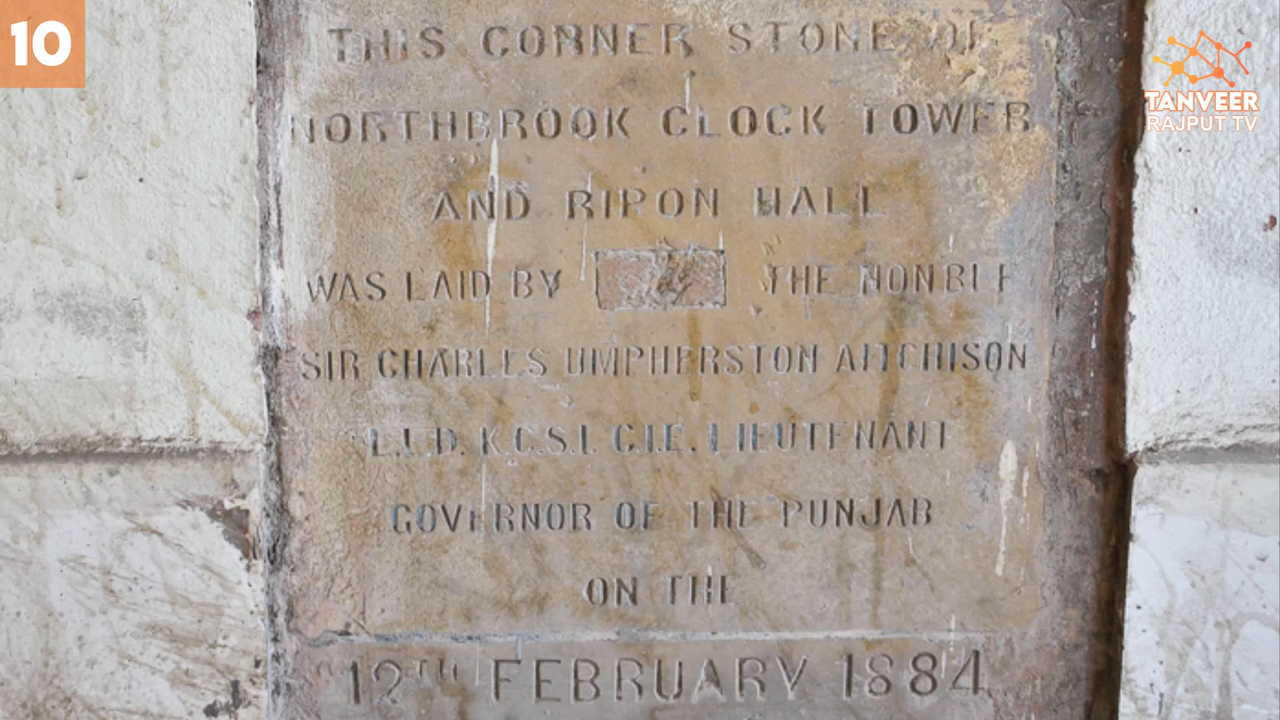 10
TANVEER
RAJPUT TV
THIS CORNER STONE OF
NORTHBROOK CLOCK TOWER
AND RIPON HALL
WAS LAID BY THE HONBLE
SIR CHARLES UMPHERSTON AITCHISON
L.L.D. K.C.S.I. C.I.E. LIEUTENANT
GOVERNOR OF THE PUNJAB
ON THE
12TH FEBRUARY 1884